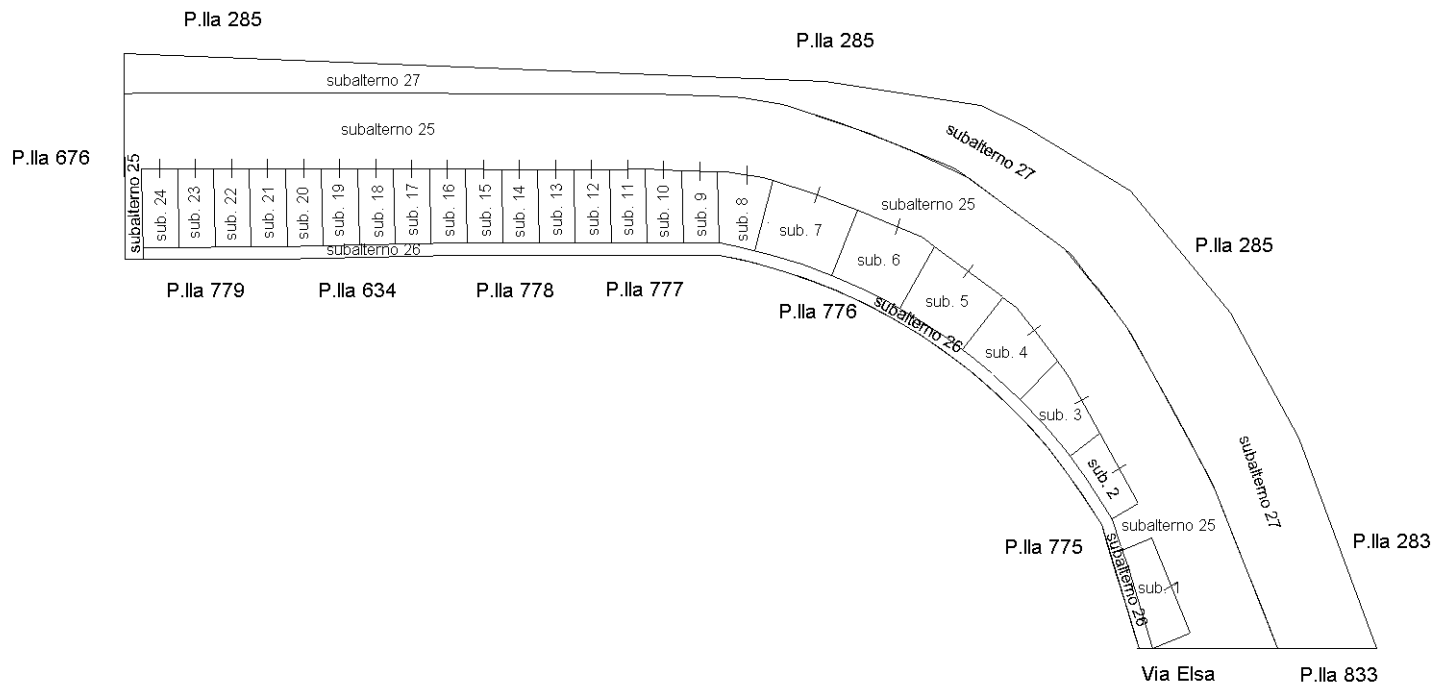 P.lla 285
P.lla 285
subalterno 27
subalterno 25
subalterno 27
P.lla 676
subalterno 25
sub. 24
sub. 23
sub. 22
sub. 21
sub. 20
sub. 19
sub. 18
sub. 17
sub. 16
sub. 15
sub. 14
sub. 13
sub. 12
sub. 11
sub. 10
sub. 9
sub. 8
sub. 7
subalterno 25
sub. 6
sub. 5
sub. 4
sub. 3
sub. 2
subalterno 26
P.lla 285
P.lla 779
P.lla 634
P.lla 778
P.lla 777
P.lla 776
subalterno 26
subalterno 27
subalterno 25
P.lla 775
P.lla 283
subalterno 26
sub. 1
Via Elsa
P.lla 833